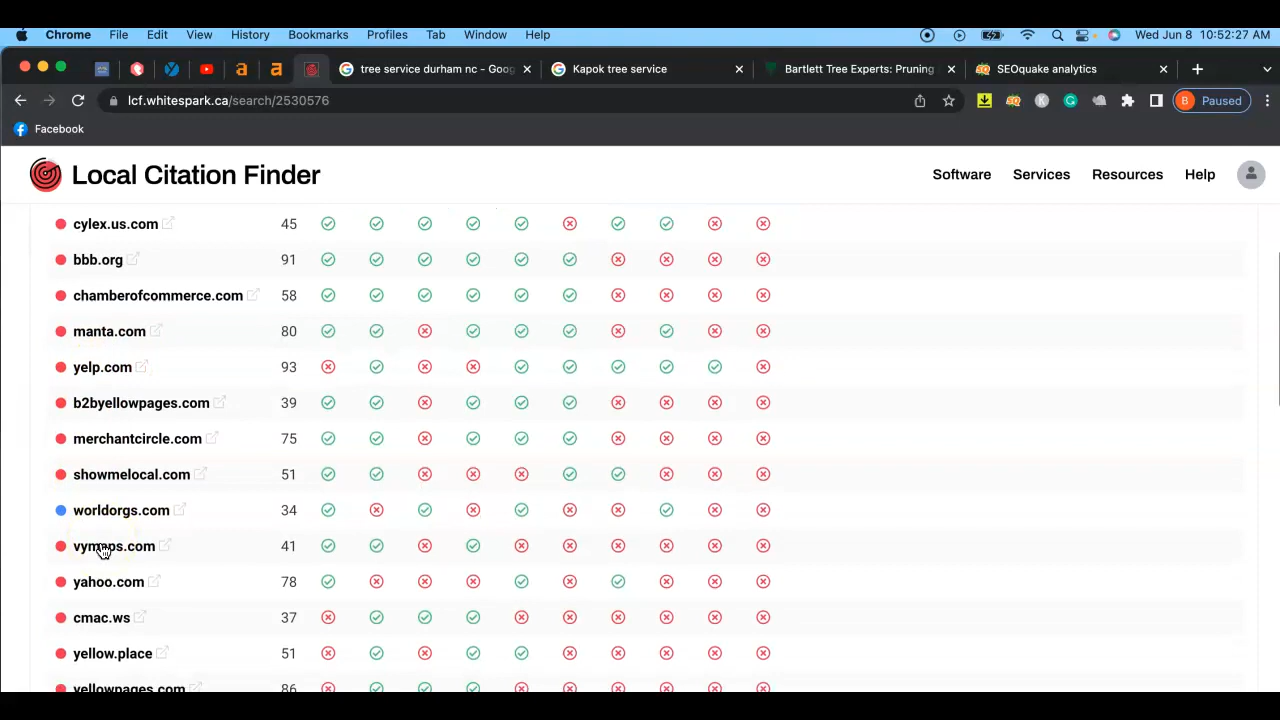 Chrome File Edit View History Bookmarks Profiles Tab Window Help Wed Jun 8 10:52:27 AM
tree service durham nc - Goog Kapok tree service Bartlett Tree Experts: Pruning SEOquake analytics
lcf.whitespark.ca/search/2530576 B Paused
Facebook
Local Citation Finder Software Services Resources Help
cylex.us.com 45
bbb.org 91
chamberofcommerce.com 58
manta.com 80
yelp.com 93
b2byellowpages.com 39
merchantcircle.com 75
showmelocal.com 51
worldorgs.com 34
vymaps.com 41
yahoo.com 78
cmac.ws 37
yellow.place 51
yellowpages.com 86